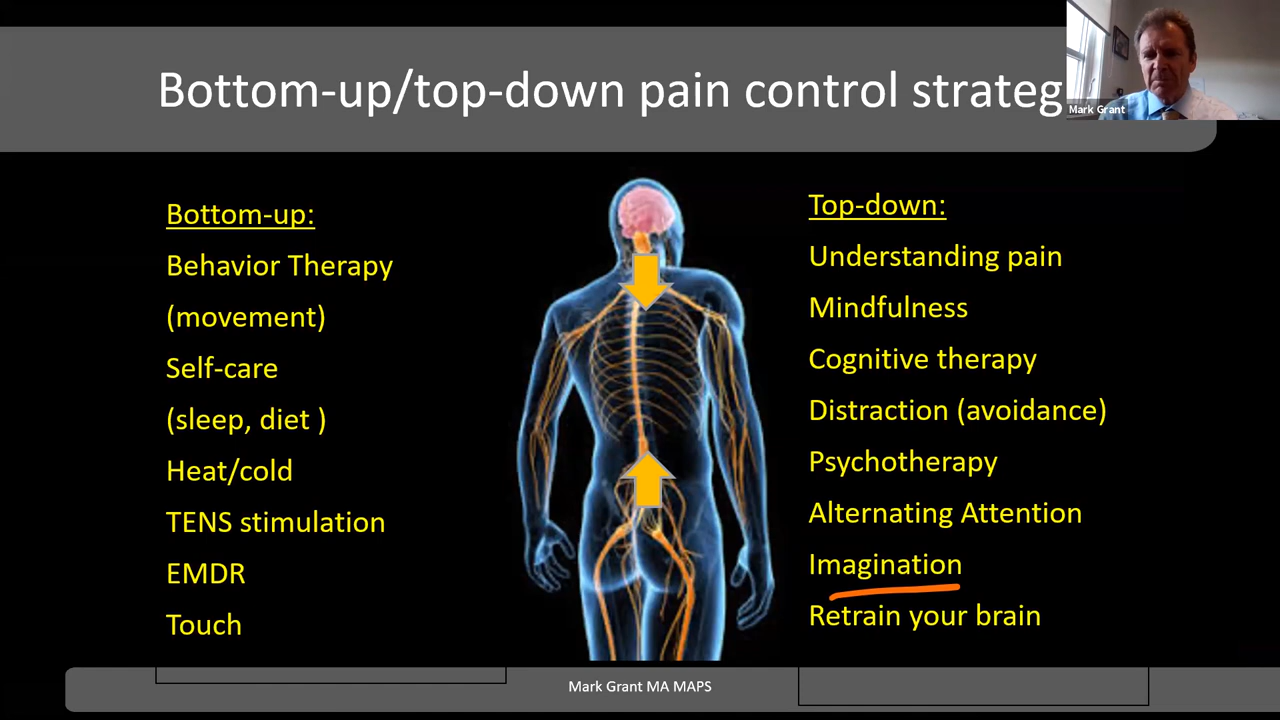 Bottom-up/top-down pain control strateg
Mark Grant
Bottom-up:
Behavior Therapy
(movement)
Self-care
(sleep, diet )
Heat/cold
TENS stimulation
EMDR
Touch
Top-down:
Understanding pain
Mindfulness
Cognitive therapy
Distraction (avoidance)
Psychotherapy
Alternating Attention
Imagination
Retrain your brain
Mark Grant MA MAPS